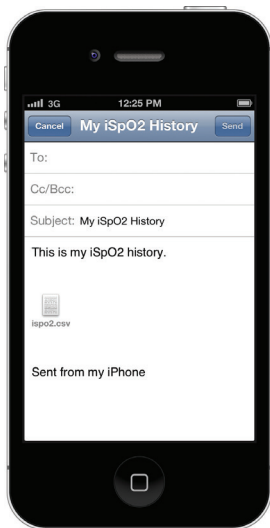 3G 12:25 PM
Cancel My iSpO2 History Send
To:
Cc/Bcc:
Subject: My iSpO2 History
This is my iSpO2 history.
ispo2.csv
Sent from my iPhone